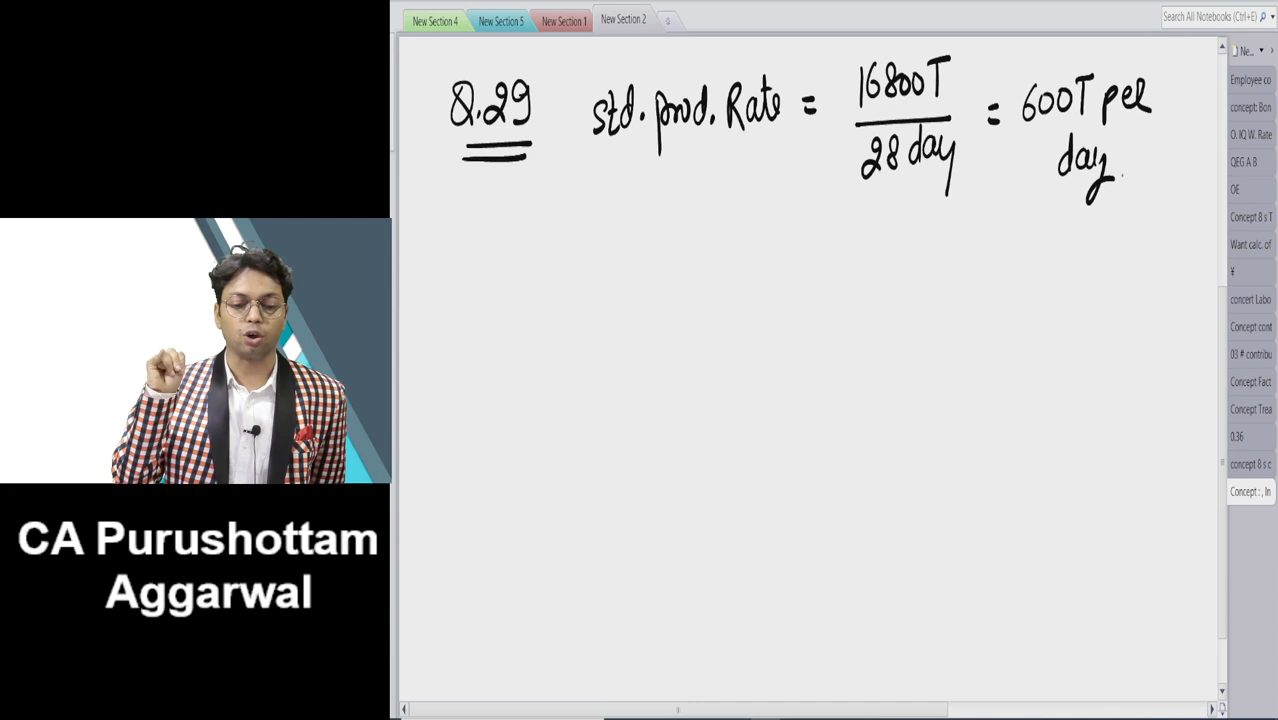 New Section 4
New Section 5
New Section 1
New Section 2
Search All Notebooks (Ctrl+E)
Ne...
Q.29 std. prod. Rate = 16800T / 28 day = 600T per day.
Employee co
concept: Bon
O. IQ W. Rate
QEG A B
OE
Concept 8 s T
Want calc. of
¥
concert Labo
Concept cont
03 # contribu
Concept Fact
Concept Trea
0.36
concept 8 s c
Concept : , In
CA Purushottam
Aggarwal